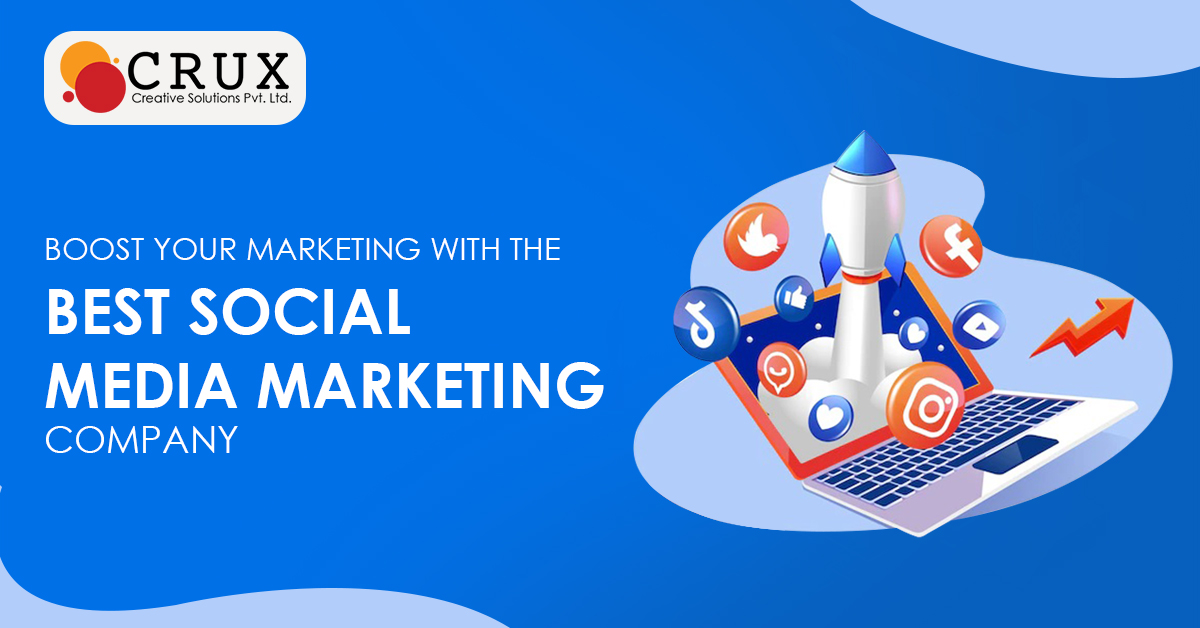 CRUX
Creative Solutions Pvt. Ltd.
BOOST YOUR MARKETING WITH THE
BEST SOCIAL
MEDIA MARKETING
COMPANY